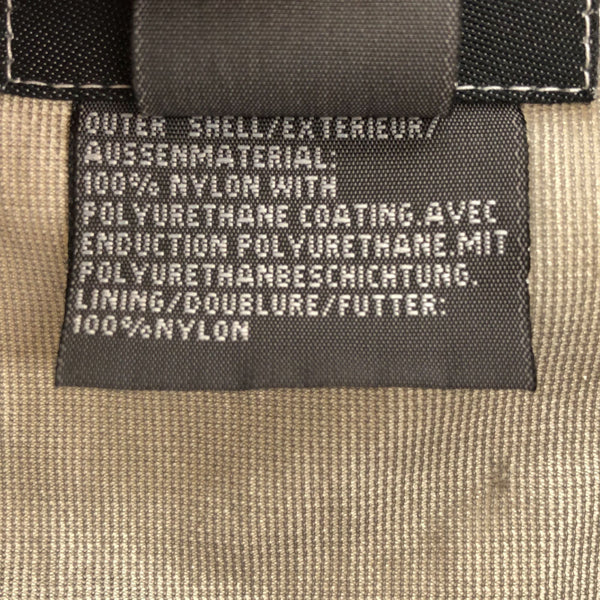 OUTER SHELL/EXTERIEUR/
AUSSENMATERIAL:
100% NYLON WITH
POLYURETHANE COATING.AVEC
ENDUCTION POLYURETHANE.MIT
POLYURETHANBESCHICHTUNG.
LINING/DOUBLURE/FUTTER:
100%NYLON